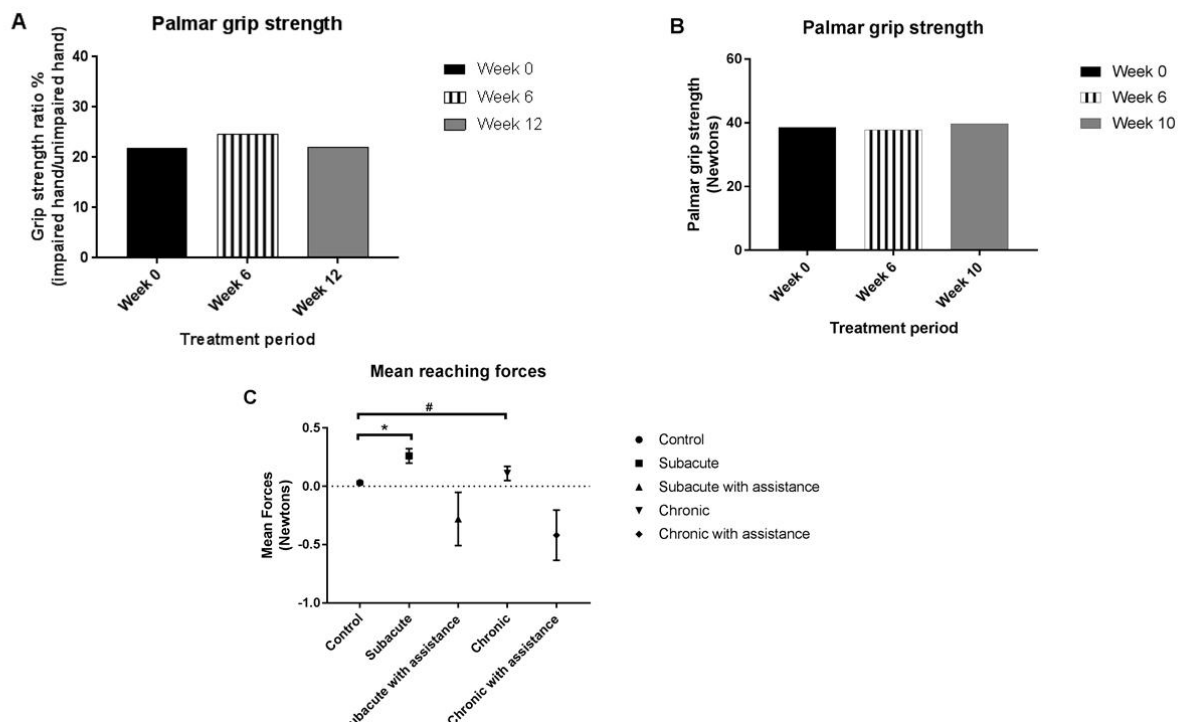 A
Palmar grip strength
Grip strength ratio %
(impaired hand/unimpaired hand)
40
30
20
10
0
Week 0
Week 6
Week 12
Treatment period
Week 0
Week 6
Week 12
B
Palmar grip strength
Palmar grip strength
(Newtons)
60
40
20
0
Week 0
Week 6
Week 10
Treatment period
Week 0
Week 6
Week 10
C
Mean reaching forces
Mean Forces
(Newtons)
0.5
0.0
-0.5
-1.0
#
*
Control
Subacute
ubacute with assistance
Chronic
Chronic with assistance
Control
Subacute
Subacute with assistance
Chronic
Chronic with assistance